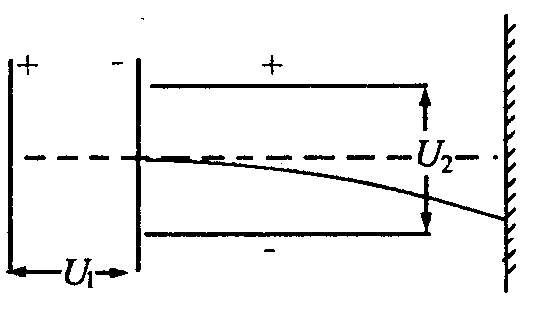 + - +
U₂
-
U₁